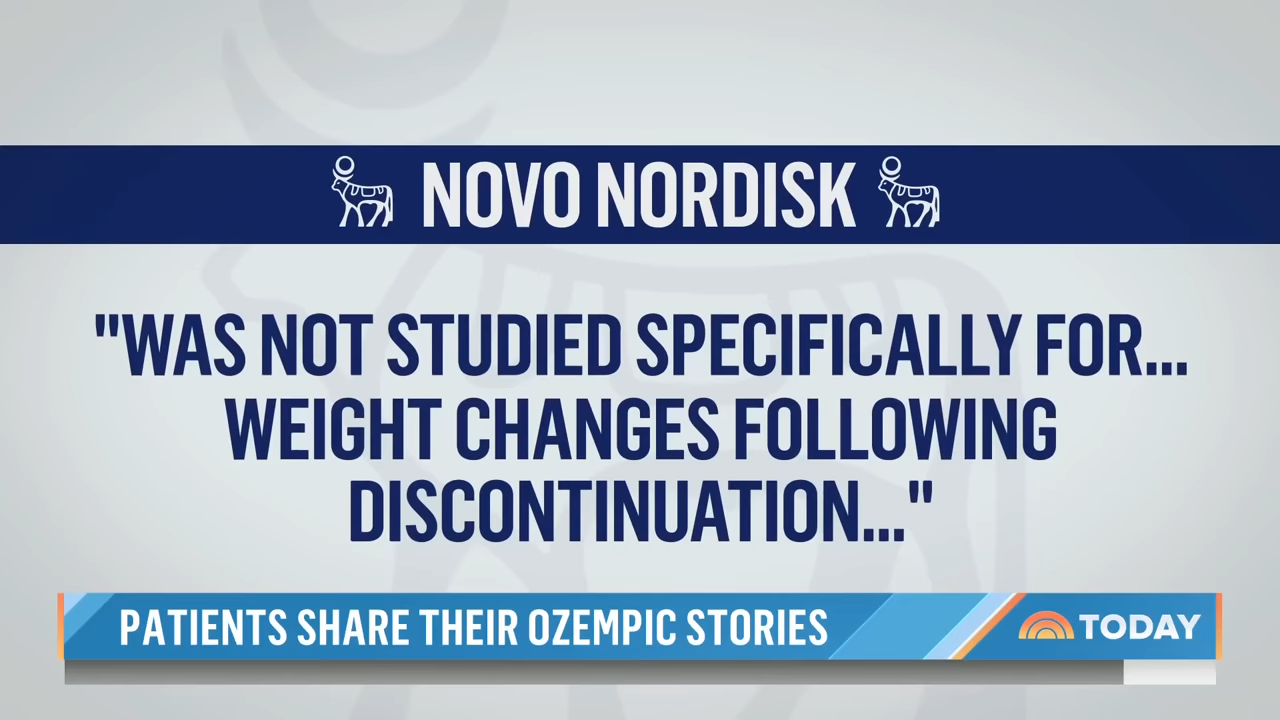 NOVO NORDISK
"WAS NOT STUDIED SPECIFICALLY FOR...
WEIGHT CHANGES FOLLOWING
DISCONTINUATION..."
PATIENTS SHARE THEIR OZEMPIC STORIES
TODAY